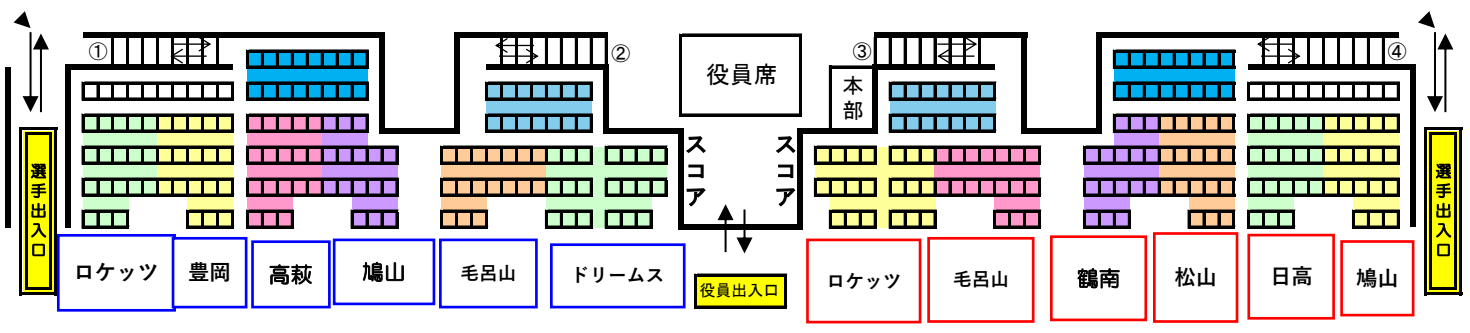 ①
②
役員席
③
④
本部
スコア
スコア
選手出入口
選手出入口
ロケッツ
豊岡
高萩
鳩山
毛呂山
ドリームス
役員出入口
ロケッツ
毛呂山
鶴南
松山
日高
鳩山